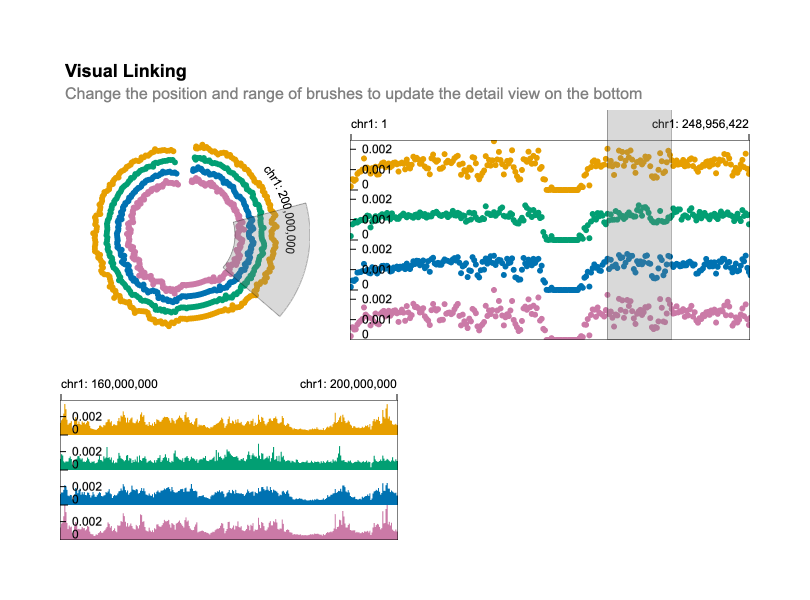 Visual Linking
Change the position and range of brushes to update the detail view on the bottom
chr1: 200,000,000
chr1: 1
chr1: 248,956,422
0.002
0.001
0
0.002
0.001
0
0.002
0.001
0
0.002
0.001
0
chr1: 160,000,000
chr1: 200,000,000
0.002
0
0.002
0
0.002
0
0.002
0